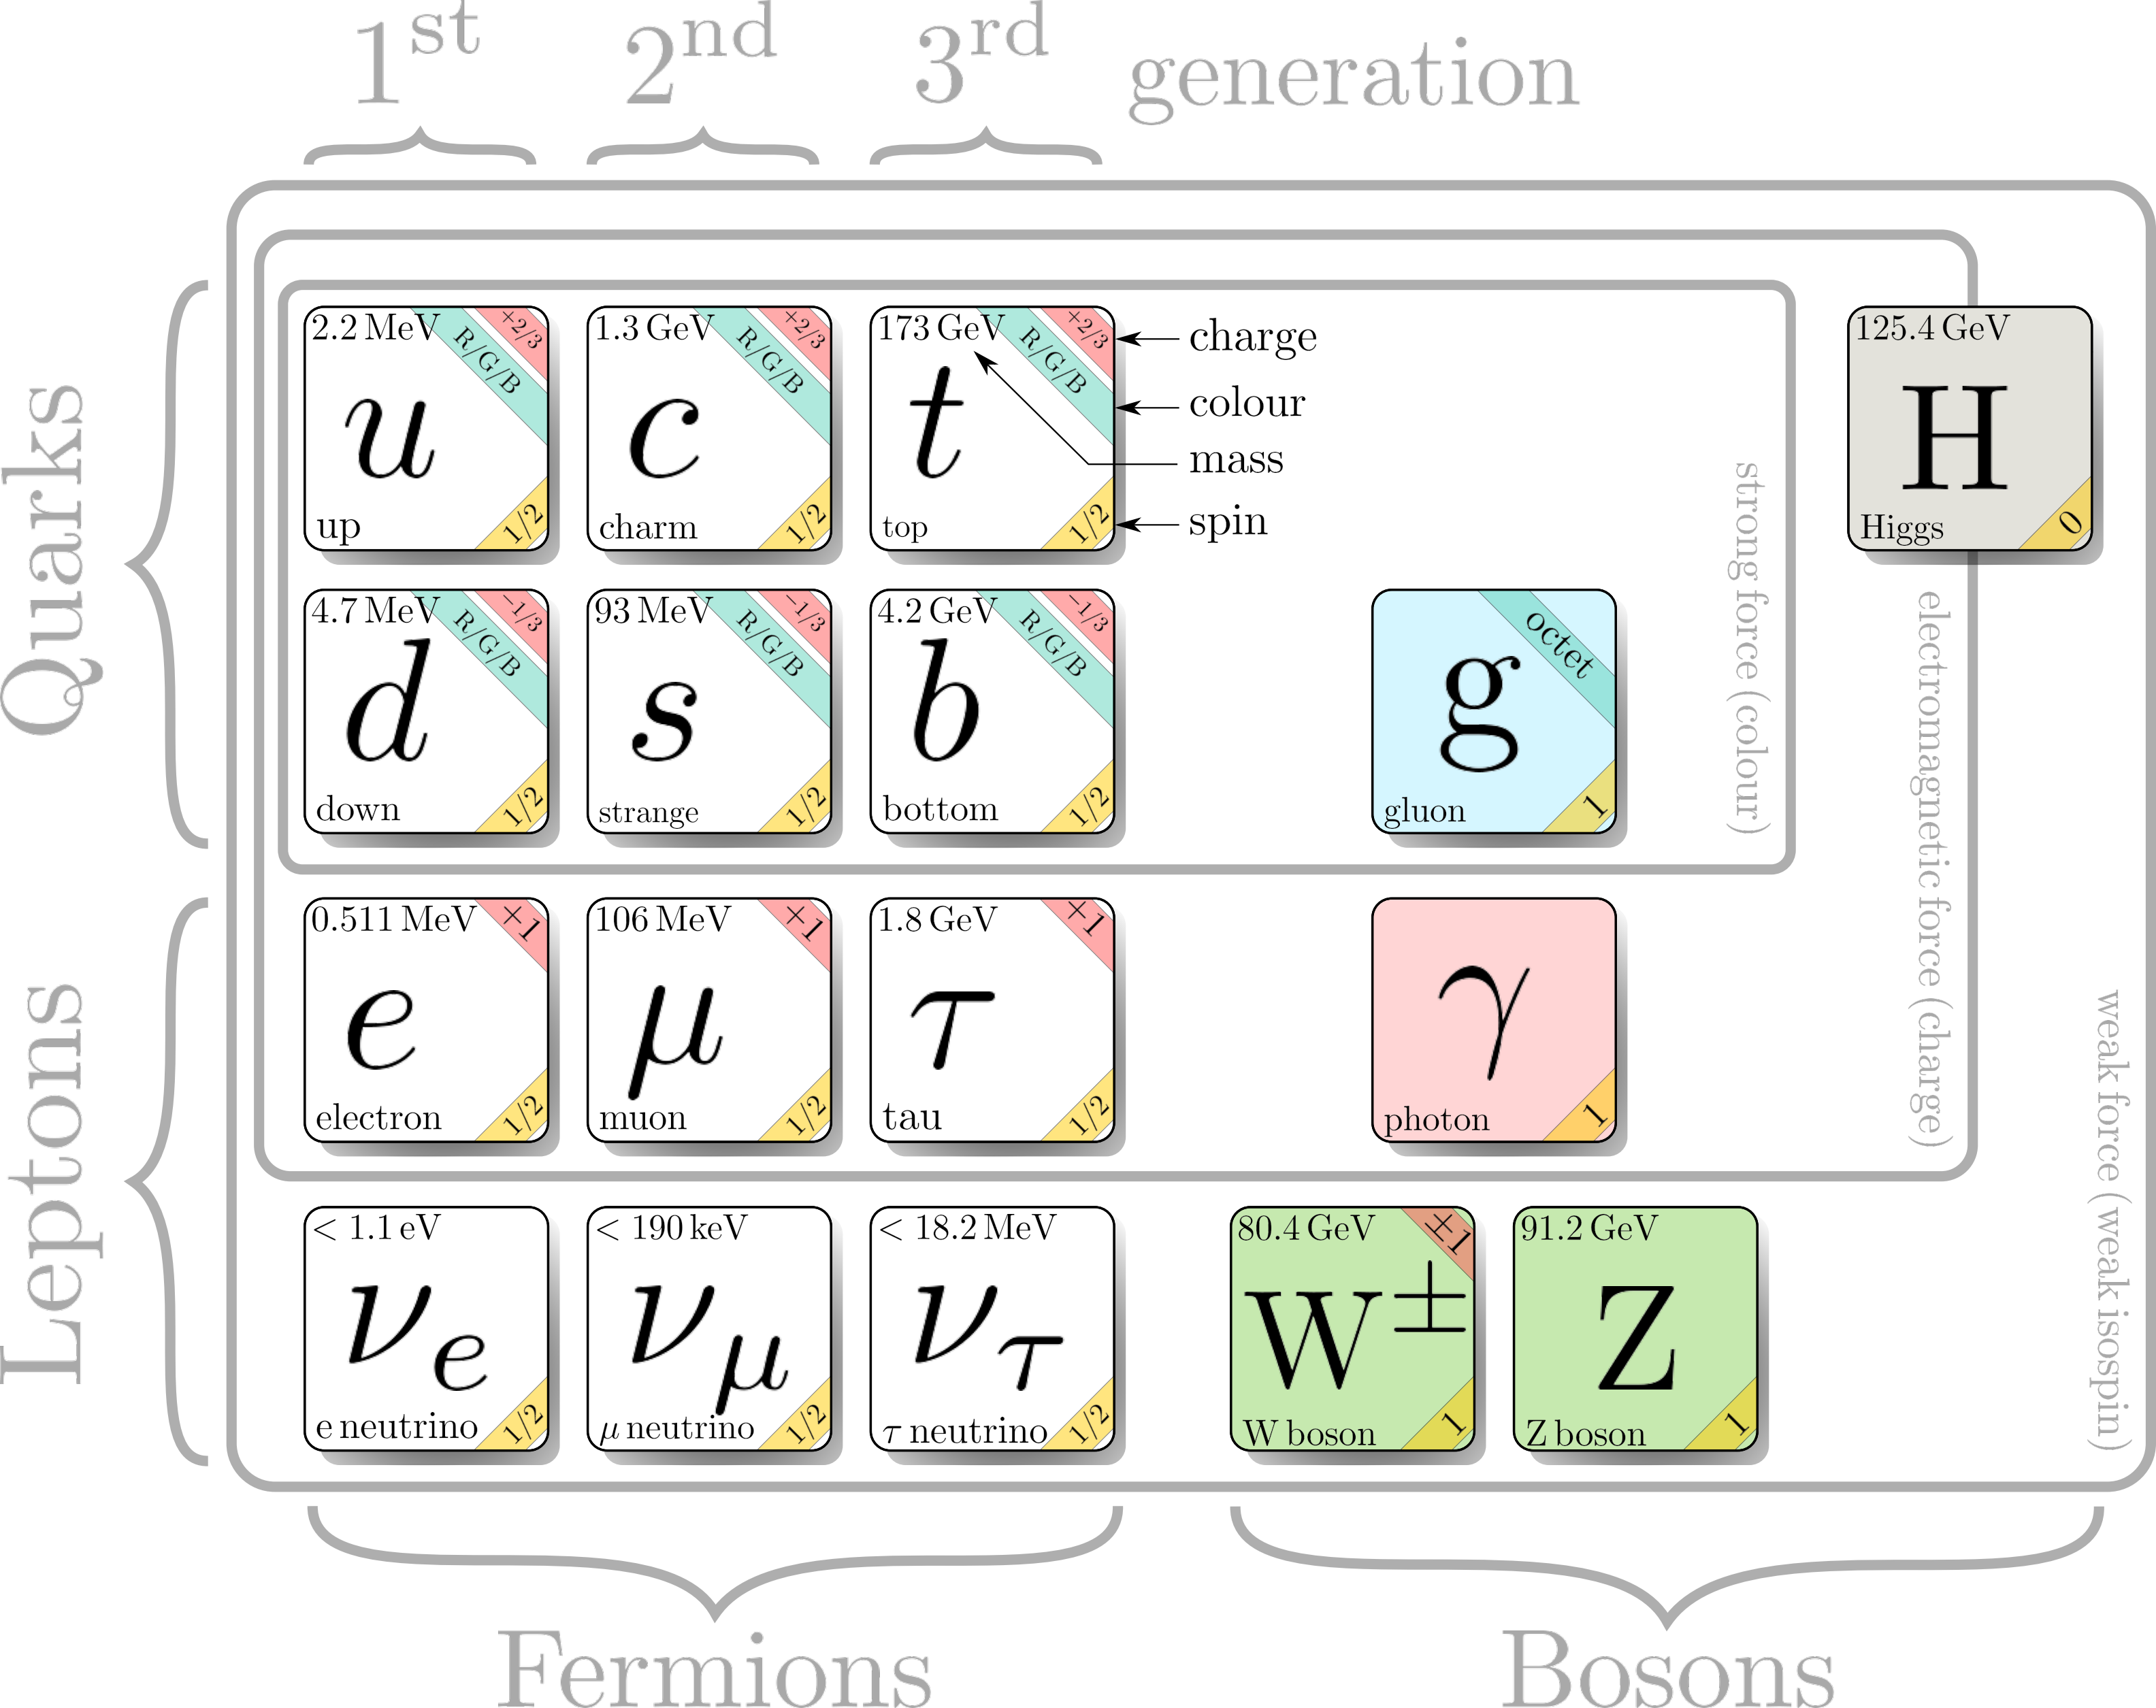 1st 2nd 3rd generation
Quarks
Leptons
2.2 MeV
R/G/B
+2/3
u
up
1/2
1.3 GeV
R/G/B
+2/3
c
charm
1/2
173 GeV
R/G/B
+2/3
t
top
1/2
charge
colour
mass
spin
125.4 GeV
H
Higgs
0
4.7 MeV
R/G/B
−1/3
d
down
1/2
93 MeV
R/G/B
−1/3
s
strange
1/2
4.2 GeV
R/G/B
−1/3
b
bottom
1/2
octet
g
gluon
1
strong force (colour)
0.511 MeV
±1
e
electron
1/2
106 MeV
±1
μ
muon
1/2
1.8 GeV
±1
τ
tau
1/2
γ
photon
1
electromagnetic force (charge)
< 1.1 eV
νe
e neutrino
1/2
< 190 keV
νμ
μ neutrino
1/2
< 18.2 MeV
ντ
τ neutrino
1/2
80.4 GeV
±1
W±
W boson
1
91.2 GeV
Z
Z boson
1
weak force (weak isospin)
Fermions
Bosons